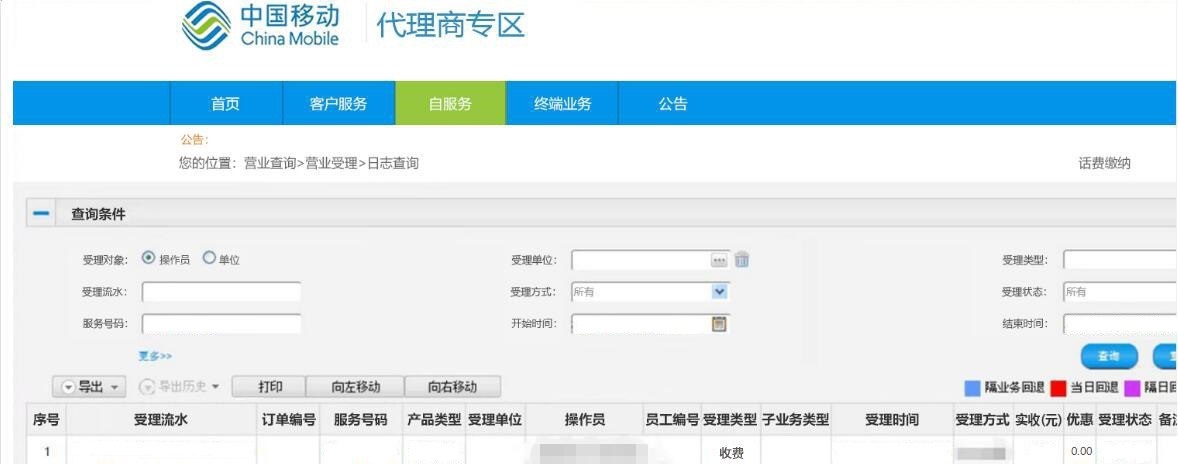 中国移动
China Mobile
代理商专区
首页 客户服务 自服务 终端业务 公告
公告：
您的位置：营业查询>营业受理>日志查询 话费缴纳
查询条件
受理对象： 操作员 单位 受理单位： 受理类型：
受理流水： 受理方式： 所有 受理状态： 所有
服务号码： 开始时间： 结束时间：
更多>>
查询
导出 导出历史 打印 向左移动 向右移动 隔业务回退 当日回退 隔日回
序号 受理流水 订单编号 服务号码 产品类型 受理单位 操作员 员工编号 受理类型 子业务类型 受理时间 受理方式 实收(元) 优惠 受理状态 备注
1 收费 0.00